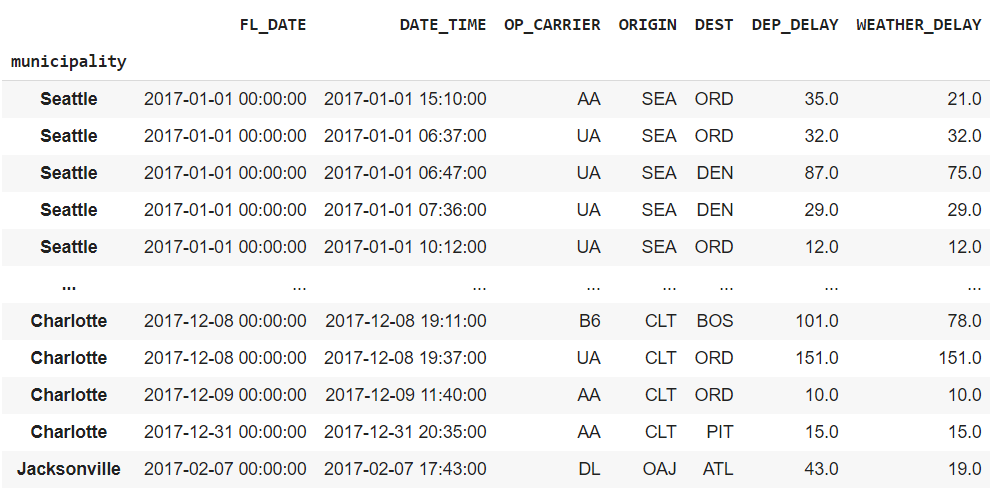 FL_DATE DATE_TIME OP_CARRIER ORIGIN DEST DEP_DELAY WEATHER_DELAY
municipality
Seattle 2017-01-01 00:00:00 2017-01-01 15:10:00 AA SEA ORD 35.0 21.0
Seattle 2017-01-01 00:00:00 2017-01-01 06:37:00 UA SEA ORD 32.0 32.0
Seattle 2017-01-01 00:00:00 2017-01-01 06:47:00 UA SEA DEN 87.0 75.0
Seattle 2017-01-01 00:00:00 2017-01-01 07:36:00 UA SEA DEN 29.0 29.0
Seattle 2017-01-01 00:00:00 2017-01-01 10:12:00 UA SEA ORD 12.0 12.0
... ... ... ... ... ... ... ...
Charlotte 2017-12-08 00:00:00 2017-12-08 19:11:00 B6 CLT BOS 101.0 78.0
Charlotte 2017-12-08 00:00:00 2017-12-08 19:37:00 UA CLT ORD 151.0 151.0
Charlotte 2017-12-09 00:00:00 2017-12-09 11:40:00 AA CLT ORD 10.0 10.0
Charlotte 2017-12-31 00:00:00 2017-12-31 20:35:00 AA CLT PIT 15.0 15.0
Jacksonville 2017-02-07 00:00:00 2017-02-07 17:43:00 DL OAJ ATL 43.0 19.0